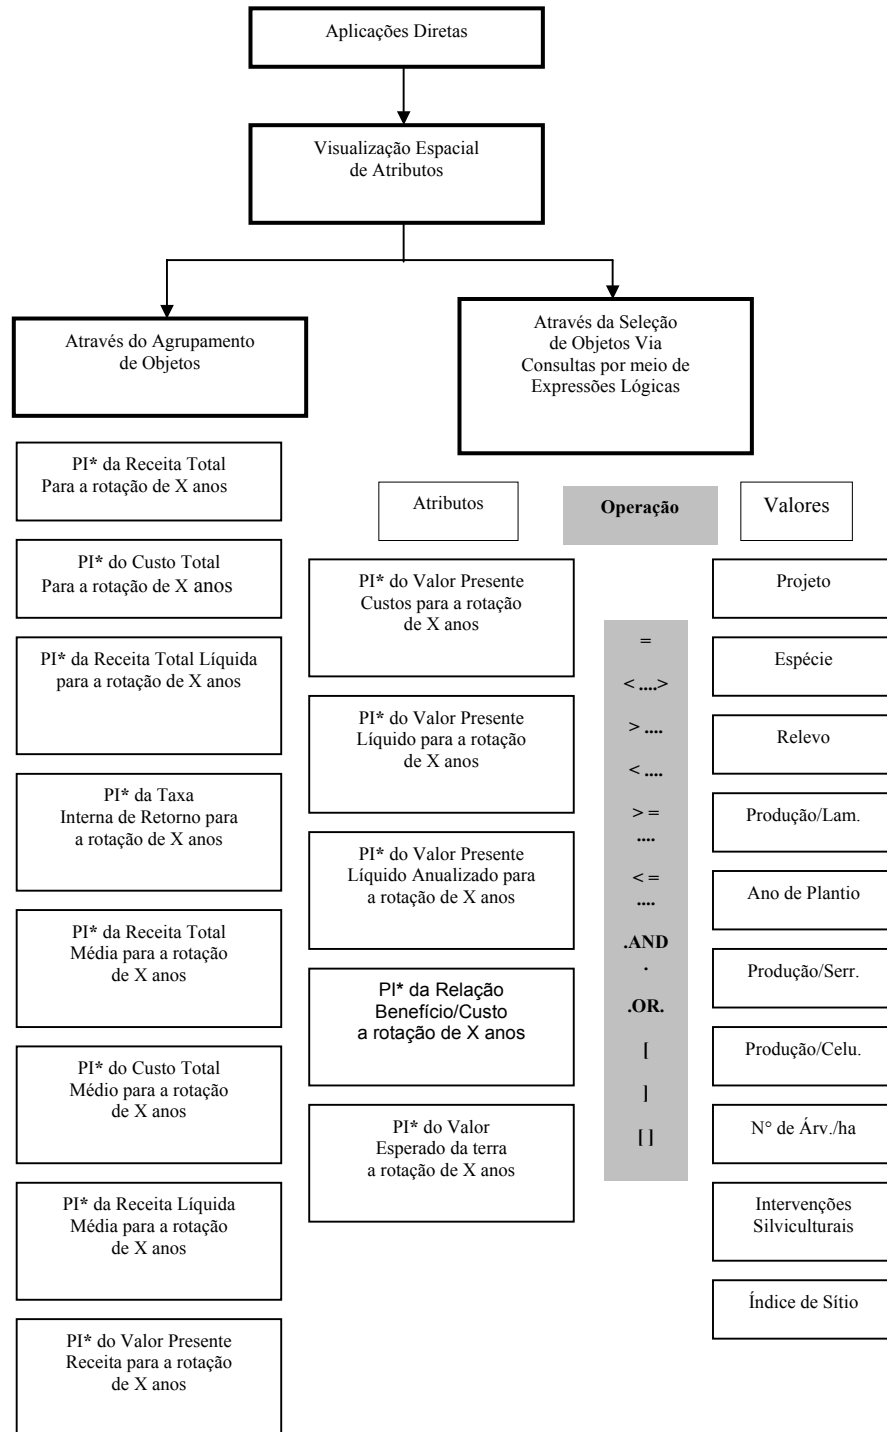 Aplicações Diretas
Visualização Espacial
de Atributos
Através do Agrupamento
de Objetos
Através da Seleção
de Objetos Via
Consultas por meio de
Expressões Lógicas
PI* da Receita Total
Para a rotação de X anos
PI* do Custo Total
Para a rotação de X anos
PI* da Receita Total Líquida
para a rotação de X anos
PI* da Taxa
Interna de Retorno para
a rotação de X anos
PI* da Receita Total
Média para a rotação
de X anos
PI* do Custo Total
Médio para a rotação
de X anos
PI* da Receita Líquida
Média para a rotação
de X anos
PI* do Valor Presente
Receita para a rotação
de X anos
Atributos
PI* do Valor Presente
Custos para a rotação
de X anos
PI* do Valor Presente
Líquido para a rotação
de X anos
PI* do Valor Presente
Líquido Anualizado para
a rotação de X anos
PI* da Relação
Benefício/Custo
a rotação de X anos
PI* do Valor
Esperado da terra
a rotação de X anos
Operação
=
< ....>
> ....
< ....
> =
....
< =
....
.AND
.
.OR.
[
]
[ ]
Valores
Projeto
Espécie
Relevo
Produção/Lam.
Ano de Plantio
Produção/Serr.
Produção/Celu.
N° de Árv./ha
Intervenções
Silviculturais
Índice de Sítio